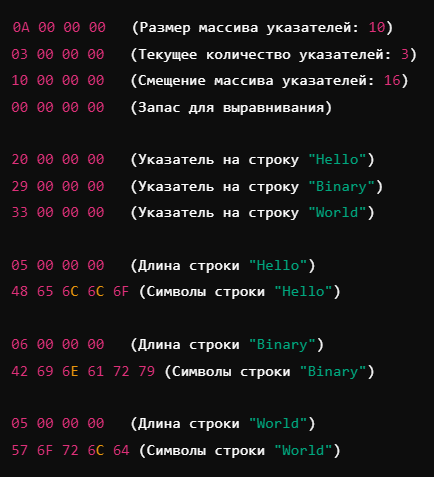 0A 00 00 00 (Размер массива указателей: 10)
03 00 00 00 (Текущее количество указателей: 3)
10 00 00 00 (Смещение массива указателей: 16)
00 00 00 00 (Запас для выравнивания)
20 00 00 00 (Указатель на строку "Hello")
29 00 00 00 (Указатель на строку "Binary")
33 00 00 00 (Указатель на строку "World")
05 00 00 00 (Длина строки "Hello")
48 65 6C 6C 6F (Символы строки "Hello")
06 00 00 00 (Длина строки "Binary")
42 69 6E 61 72 79 (Символы строки "Binary")
05 00 00 00 (Длина строки "World")
57 6F 72 6C 64 (Символы строки "World")